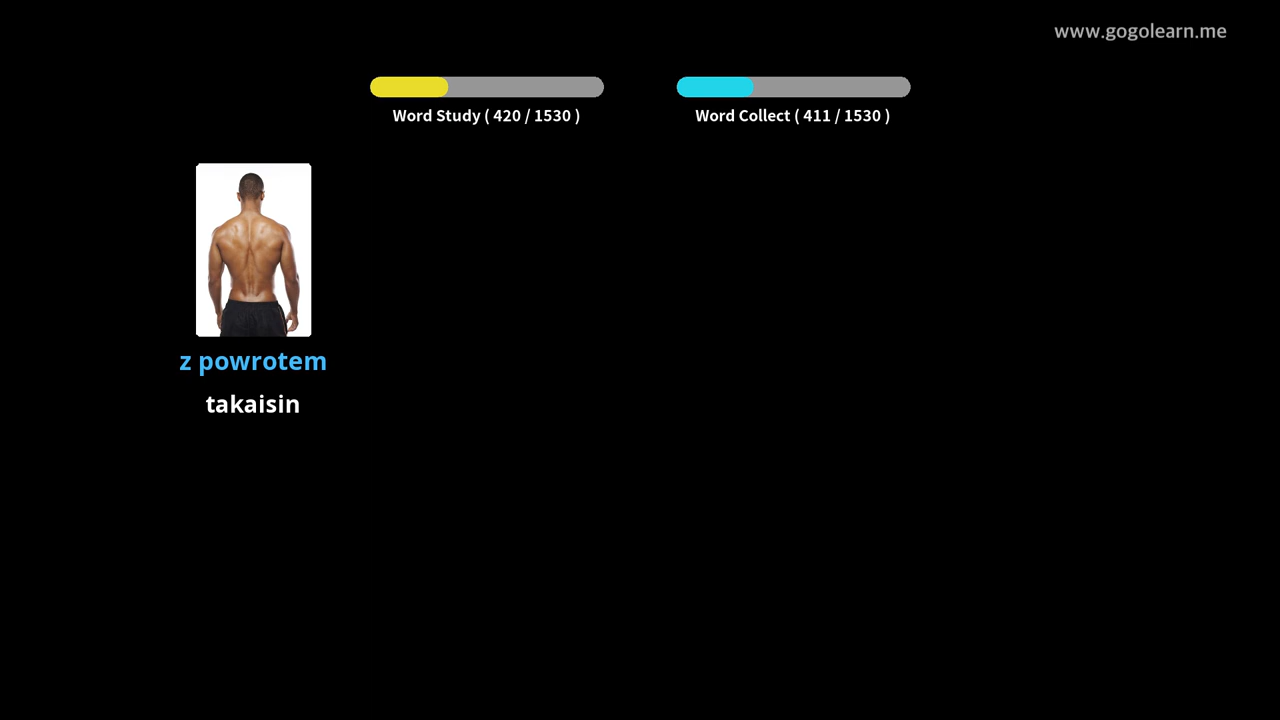 www.gogolearn.me
Word Study ( 420 / 1530 )
Word Collect ( 411 / 1530 )
z powrotem
takaisin